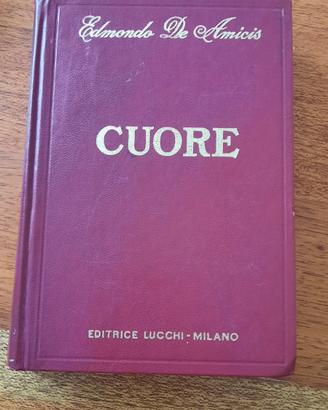 Edmondo De Amicis
CUORE
EDITRICE LUCCHI - MILANO